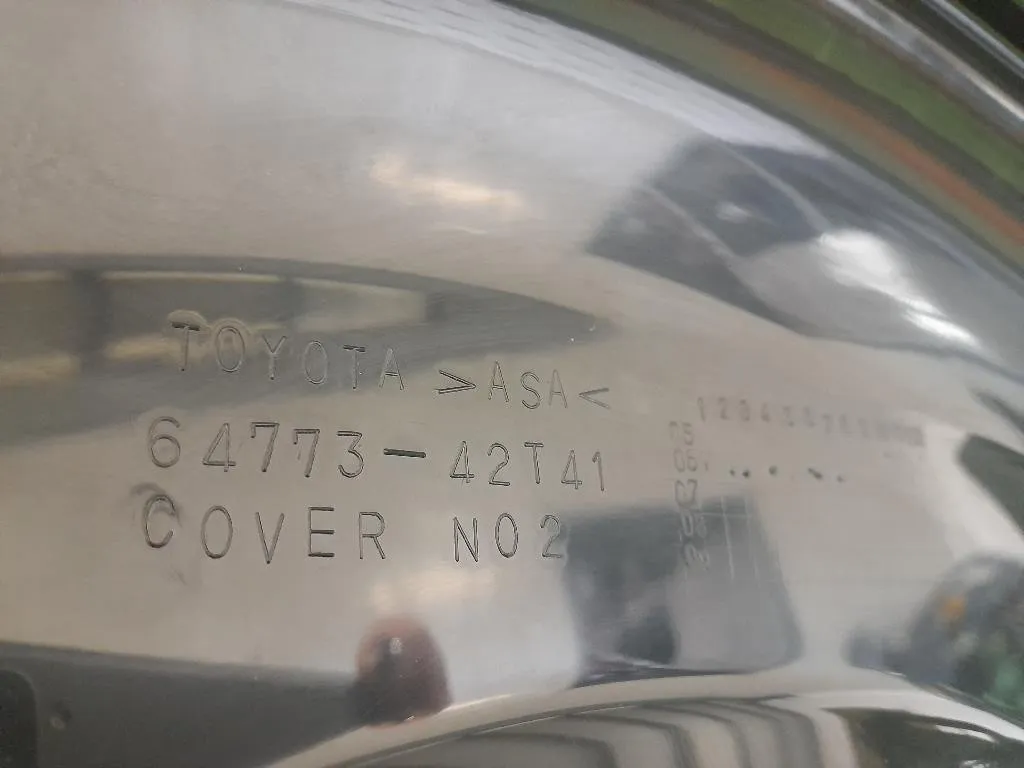 TOYOTA >ASA<
64773-42T41
COVER NO2